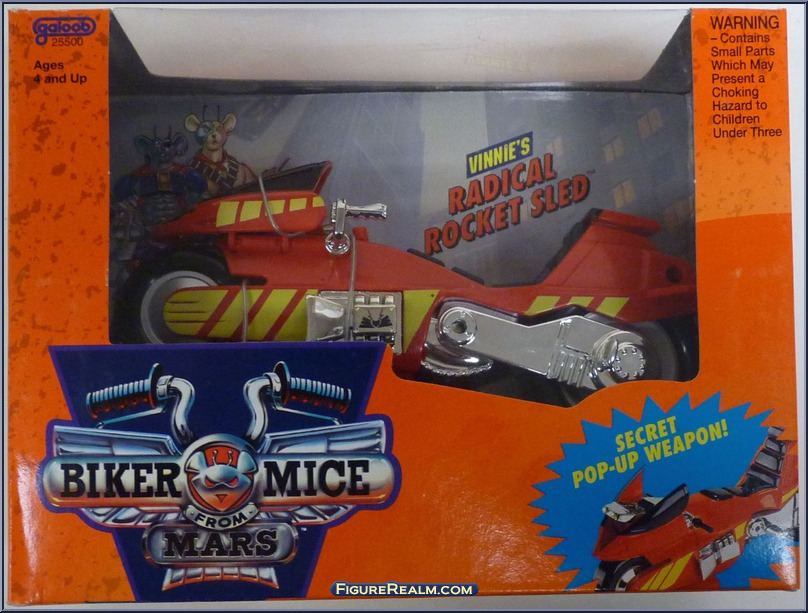 galoob
25500
Ages
4 and Up
WARNING
– Contains
Small Parts
Which May
Present a
Choking
Hazard to
Children
Under Three
VINNIE'S
RADICAL
ROCKET SLED™
BIKER MICE
FROM
MARS
SECRET
POP-UP WEAPON!
FIGUREREALM.COM